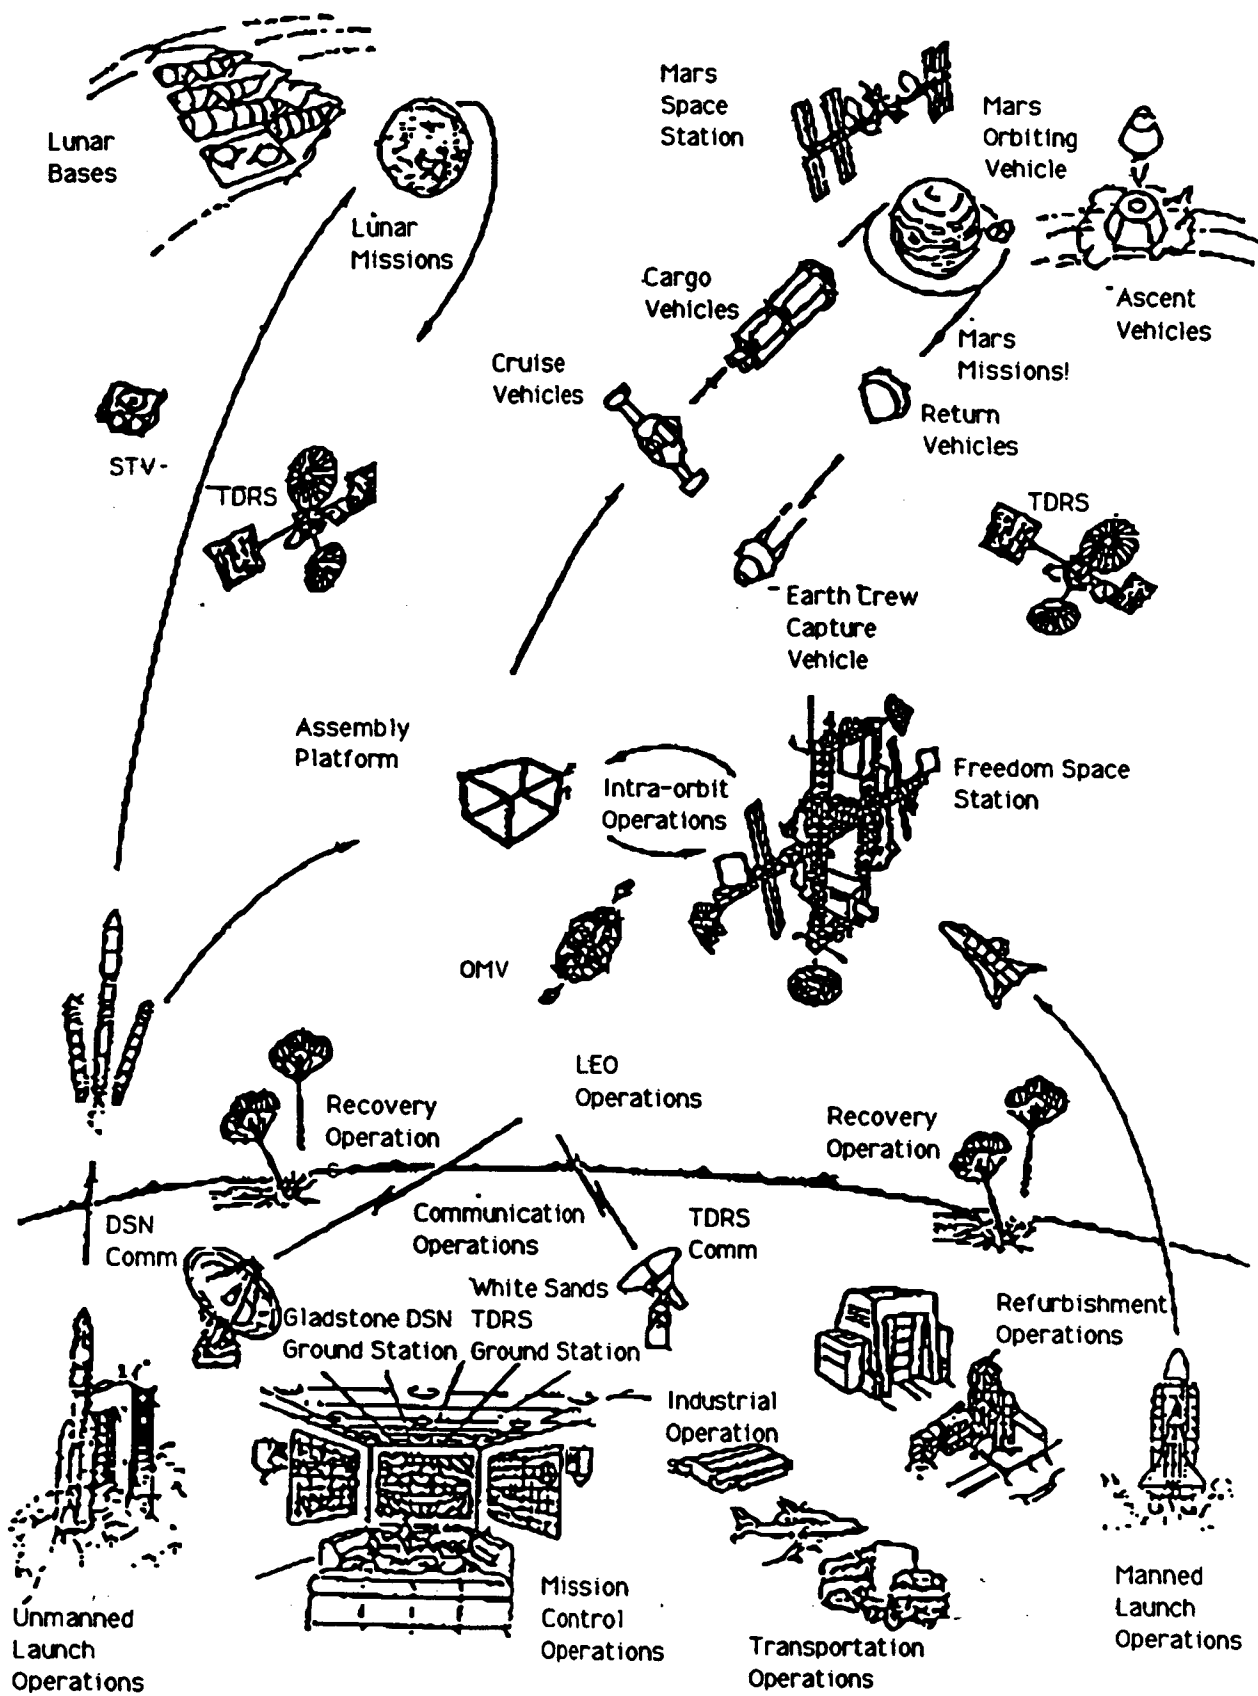 Lunar
Bases
Lunar
Missions
Mars
Space
Station
Mars
Orbiting
Vehicle
Ascent
Vehicles
Cargo
Vehicles
Mars
Missions!
Cruise
Vehicles
Return
Vehicles
STV
TDRS
TDRS
Earth Crew
Capture
Vehicle
Assembly
Platform
Intra-orbit
Operations
Freedom Space
Station
OMV
LEO
Operations
Recovery
Operation
Recovery
Operation
DSN
Comm
Communication
Operations
TDRS
Comm
White Sands
TDRS
Ground Station
Gladstone DSN
Ground Station
Refurbishment
Operations
Industrial
Operation
Unmanned
Launch
Operations
Mission
Control
Operations
Transportation
Operations
Manned
Launch
Operations